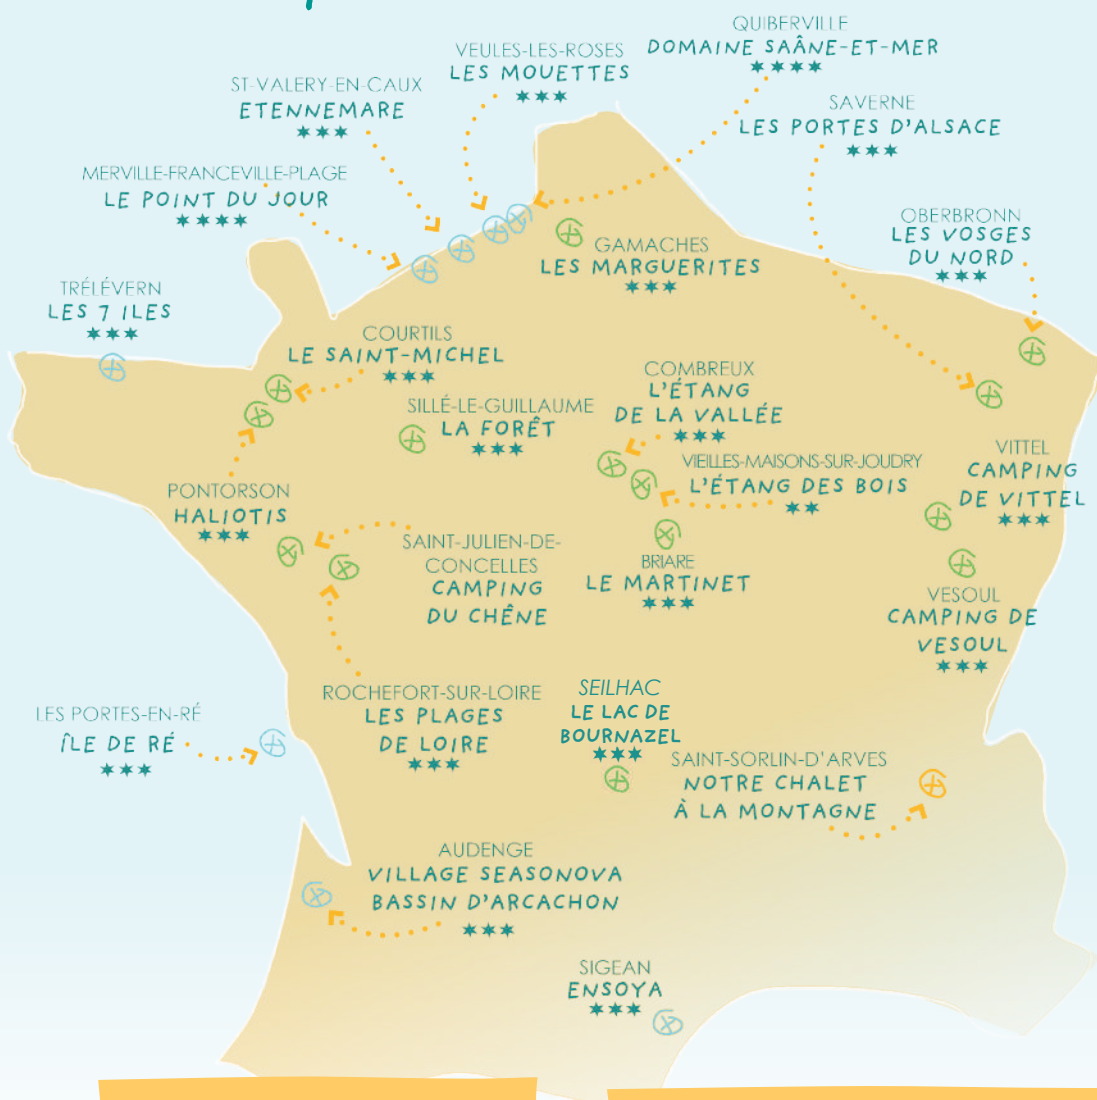 QUIBERVILLE
DOMAINE SAÂNE-ET-MER
VEULES-LES-ROSES
LES MOUETTES
ST-VALERY-EN-CAUX
ETENNEMARE
SAVERNE
LES PORTES D'ALSACE
MERVILLE-FRANCEVILLE-PLAGE
LE POINT DU JOUR
OBERBRONN
LES VOSGES
DU NORD
GAMACHES
LES MARGUERITES
TRÉLÉVERN
LES 7 ILES
COURTILS
LE SAINT-MICHEL
COMBREUX
L'ÉTANG
DE LA VALLÉE
SILLÉ-LE-GUILLAUME
LA FORÊT
VIEILLES-MAISONS-SUR-JOUDRY
L'ÉTANG DES BOIS
VITTEL
CAMPING
DE VITTEL
PONTORSON
HALIOTIS
SAINT-JULIEN-DE-
CONCELLES
CAMPING
DU CHÊNE
BRIARE
LE MARTINET
VESOUL
CAMPING DE
VESOUL
ROCHEFORT-SUR-LOIRE
LES PLAGES
DE LOIRE
SEILHAC
LE LAC DE
BOURNAZEL
LES PORTES-EN-RÉ
ÎLE DE RÉ
SAINT-SORLIN-D'ARVES
NOTRE CHALET
À LA MONTAGNE
AUDENGE
VILLAGE SEASONOVA
BASSIN D'ARCACHON
SIGEAN
ENSOYA